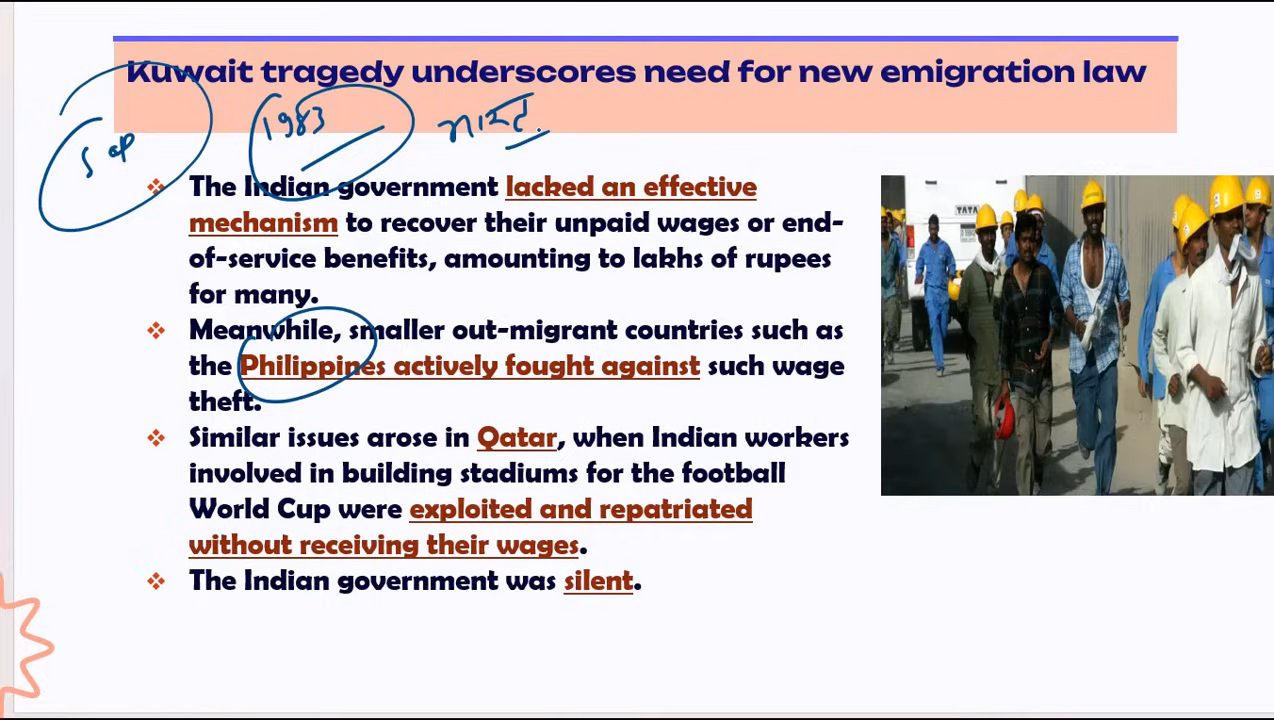 Kuwait tragedy underscores need for new emigration law
1983
The Indian government lacked an effective
mechanism to recover their unpaid wages or end-
of-service benefits, amounting to lakhs of rupees
for many.
Meanwhile, smaller out-migrant countries such as
the Philippines actively fought against such wage
theft.
Similar issues arose in Qatar, when Indian workers
involved in building stadiums for the football
World Cup were exploited and repatriated
without receiving their wages.
The Indian government was silent.
TATA
3